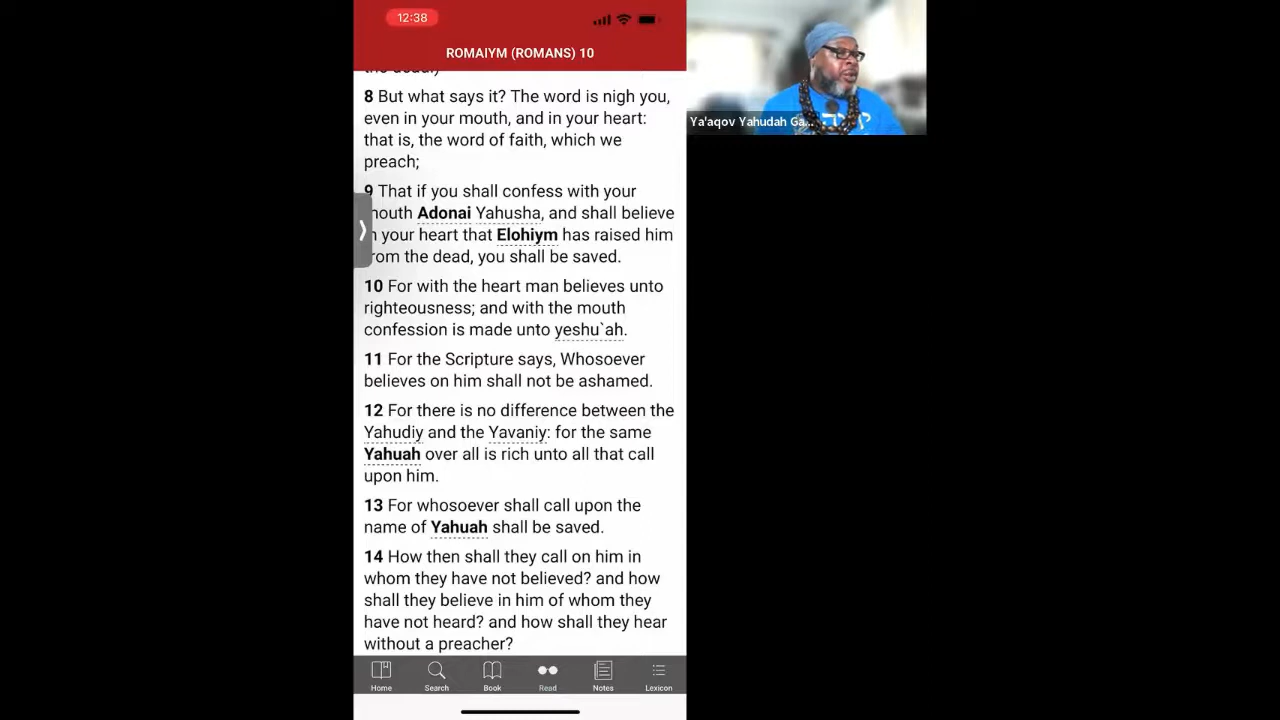 12:38
ROMAIYM (ROMANS) 10
the dead.)
8 But what says it? The word is nigh you,
even in your mouth, and in your heart:
that is, the word of faith, which we
preach;
9 That if you shall confess with your
mouth Adonai Yahusha, and shall believe
in your heart that Elohiym has raised him
from the dead, you shall be saved.
10 For with the heart man believes unto
righteousness; and with the mouth
confession is made unto yeshu`ah.
11 For the Scripture says, Whosoever
believes on him shall not be ashamed.
12 For there is no difference between the
Yahudiy and the Yavaniy: for the same
Yahuah over all is rich unto all that call
upon him.
13 For whosoever shall call upon the
name of Yahuah shall be saved.
14 How then shall they call on him in
whom they have not believed? and how
shall they believe in him of whom they
have not heard? and how shall they hear
without a preacher?
Home Search Book Read Notes Lexicon
Ya'aqov Yahudah Ga...